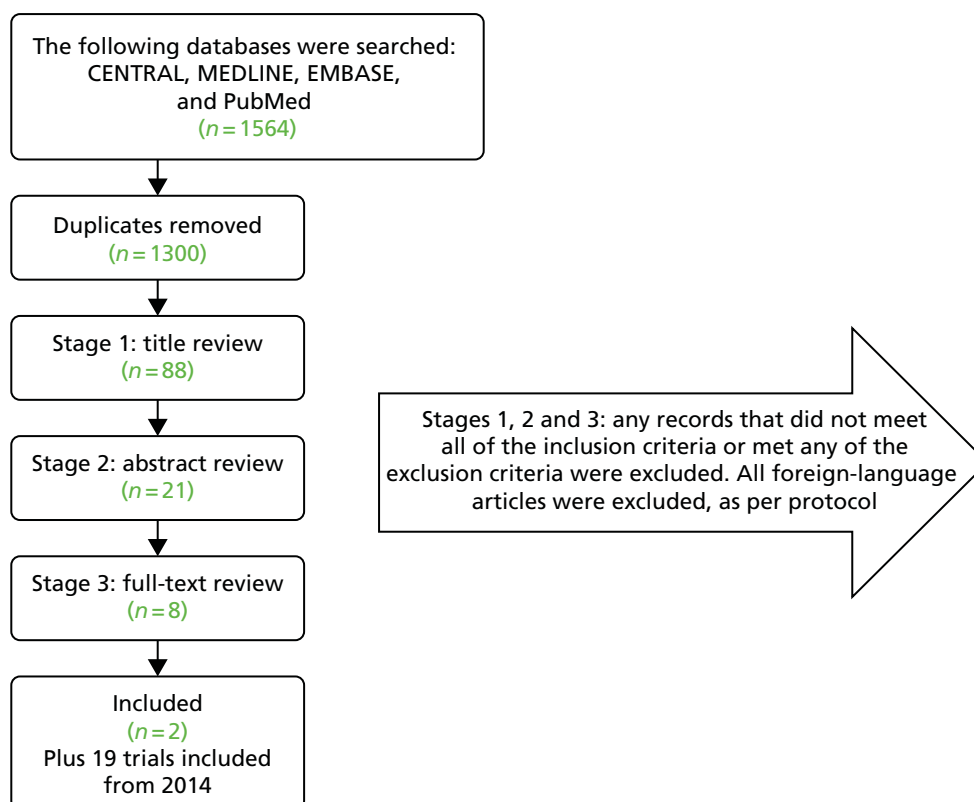 The following databases were searched:
CENTRAL, MEDLINE, EMBASE,
and PubMed
(n=1564)
Duplicates removed
(n=1300)
Stage 1: title review
(n=88)
Stage 2: abstract review
(n=21)
Stage 3: full-text review
(n=8)
Included
(n=2)
Plus 19 trials included
from 2014
Stages 1, 2 and 3: any records that did not meet
all of the inclusion criteria or met any of the
exclusion criteria were excluded. All foreign-language
articles were excluded, as per protocol